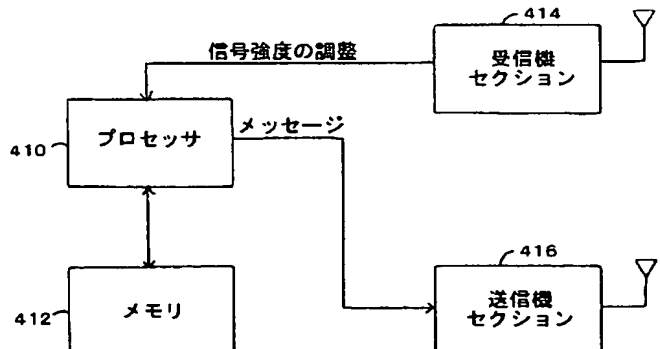 414
信号強度の調整
受信機
セクション
プロセッサ
メッセージ
410
416
メモリ
412
送信機
セクション